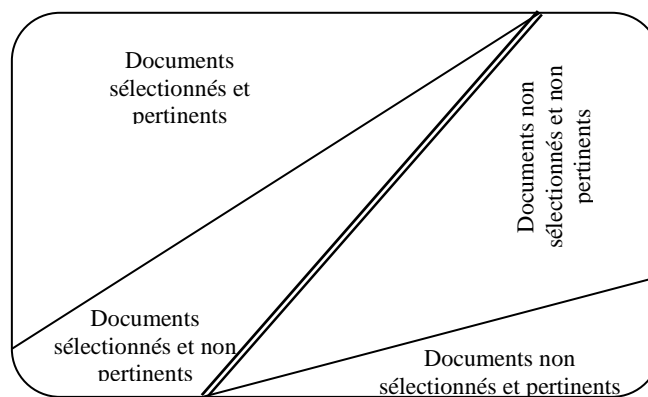 Documents
sélectionnés et
pertinents
Documents non
sélectionnés et non
pertinents
Documents
sélectionnés et non
pertinents
Documents non
sélectionnés et pertinents